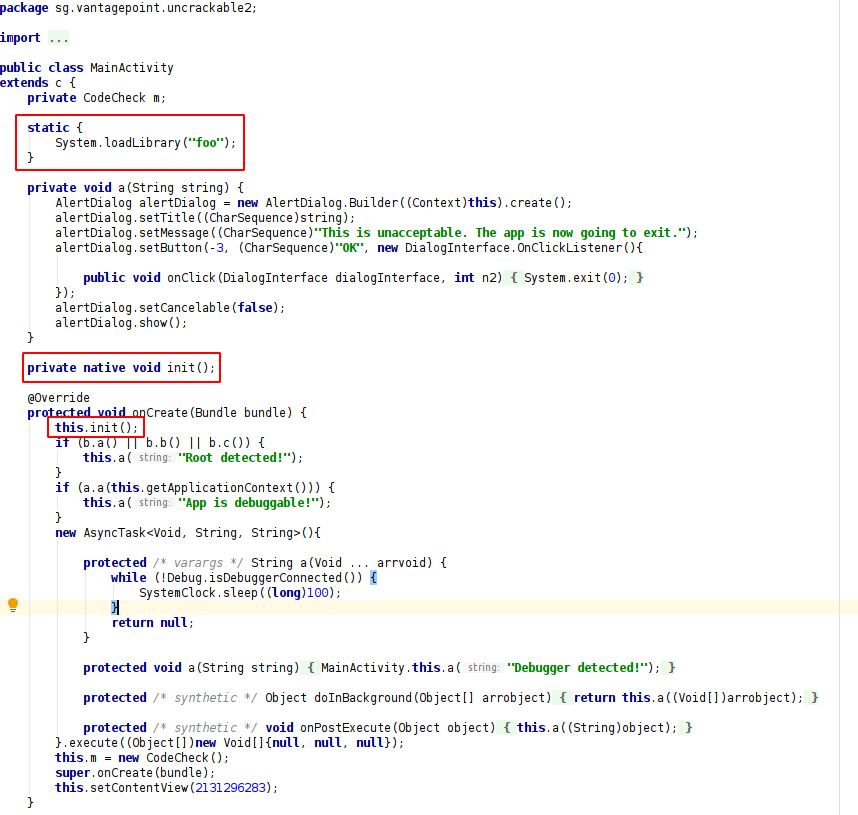 package sg.vantagepoint.uncrackable2;
import ...
public class MainActivity
extends c {
private CodeCheck m;
static {
System.loadLibrary("foo");
}
private void a(String string) {
AlertDialog alertDialog = new AlertDialog.Builder((Context)this).create();
alertDialog.setTitle((CharSequence)string);
alertDialog.setMessage((CharSequence)"This is unacceptable. The app is now going to exit.");
alertDialog.setButton(-3, (CharSequence)"OK", new DialogInterface.OnClickListener(){
public void onClick(DialogInterface dialogInterface, int n2) { System.exit(0); }
});
alertDialog.setCancelable(false);
alertDialog.show();
}
private native void init();
@Override
protected void onCreate(Bundle bundle) {
this.init();
if (b.a() || b.b() || b.c()) {
this.a( string: "Root detected!");
}
if (a.a(this.getApplicationContext())) {
this.a( string: "App is debuggable!");
}
new AsyncTask<Void, String, String>(){
protected /* varargs */ String a(Void ... arrvoid) {
while (!Debug.isDebuggerConnected()) {
SystemClock.sleep((long)100);
}
return null;
}
protected void a(String string) { MainActivity.this.a( string: "Debugger detected!"); }
protected /* synthetic */ Object doInBackground(Object[] arrobject) { return this.a((Void[])arrobject); }
protected /* synthetic */ void onPostExecute(Object object) { this.a((String)object); }
}.execute((Object[])new Void[]{null, null, null});
this.m = new CodeCheck();
super.onCreate(bundle);
this.setContentView(2131296283);
}